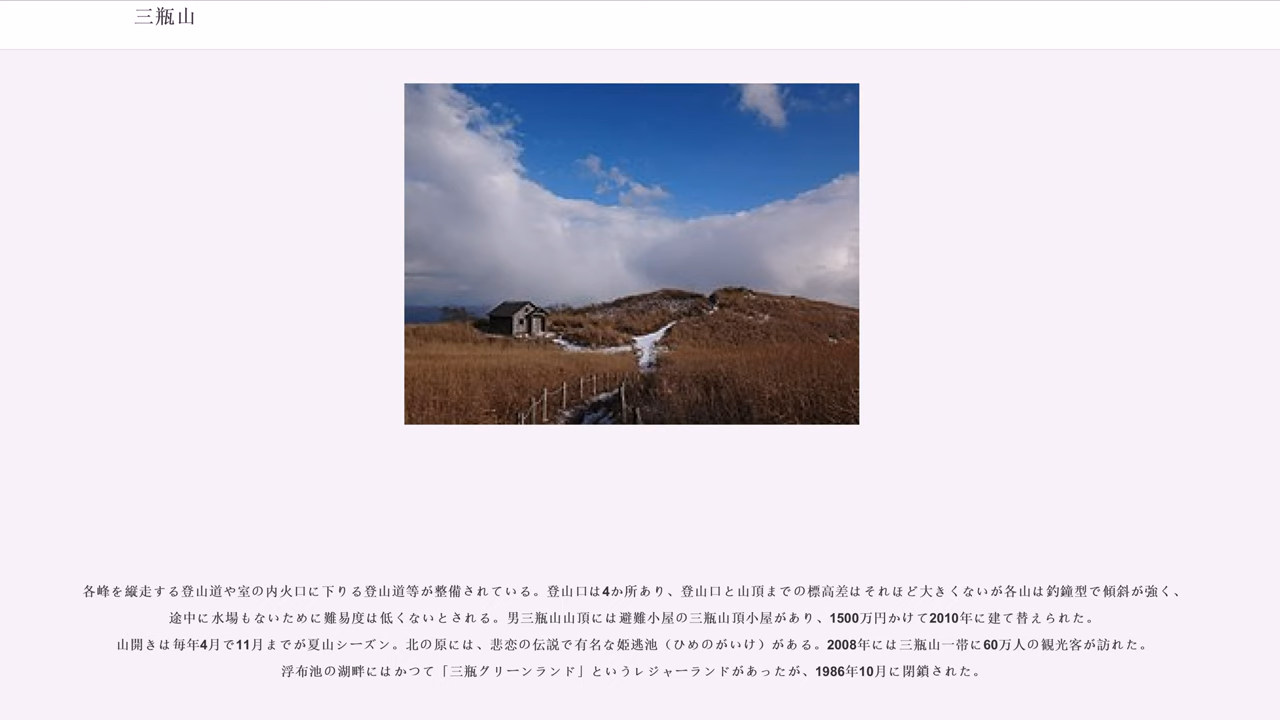 三瓶山
各峰を縦走する登山道や室の内火口に下りる登山道等が整備されている。登山口は4か所あり、登山口と山頂までの標高差はそれほど大きくないが各山は釣鐘型で傾斜が強く、
途中に水場もないために難易度は低くないとされる。男三瓶山山頂には避難小屋の三瓶山頂小屋があり、1500万円かけて2010年に建て替えられた。
山開きは毎年4月で11月までが夏山シーズン。北の原には、悲恋の伝説で有名な姫逃池（ひめのがいけ）がある。2008年には三瓶山一帯に60万人の観光客が訪れた。
浮布池の湖畔にはかつて「三瓶グリーンランド」というレジャーランドがあったが、1986年10月に閉鎖された。